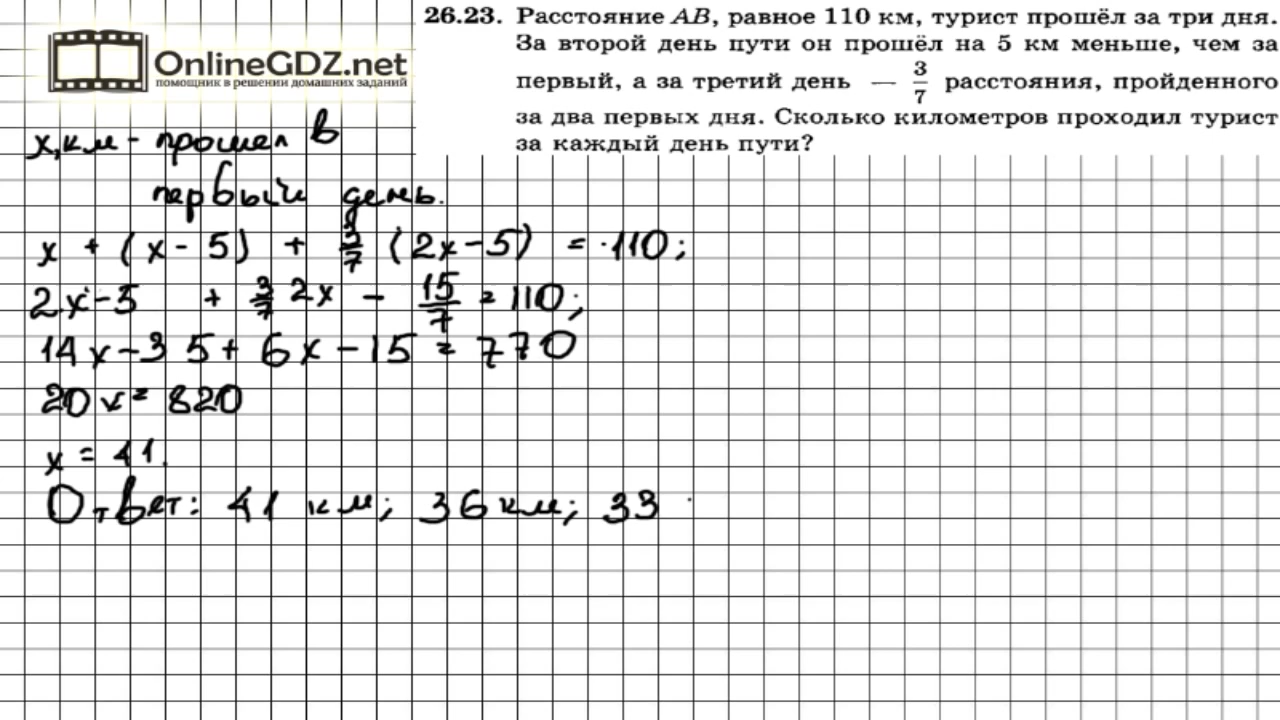 OnlineGDZ.net
помощник в решении домашних заданий
26.23. Расстояние AB, равное 110 км, турист прошёл за три дня.
За второй день пути он прошёл на 5 км меньше, чем за
первый, а за третий день — 3/7 расстояния, пройденного
за два первых дня. Сколько километров проходил турист
за каждый день пути?
x,км - прошел в
первый день.
x + (x - 5) + 3/7 (2x - 5) = 110;
2x - 5 + 3/7 2x - 15/7 = 110;
14x - 35 + 6x - 15 = 770
20x = 820
x = 41.
Ответ: 41 км; 36 км; 33